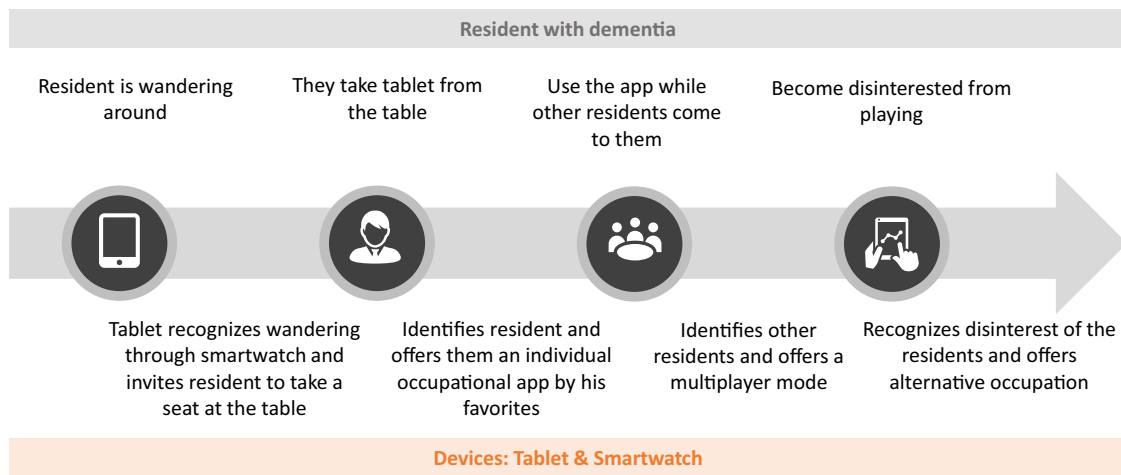 Resident with dementia
Resident is wandering
around
They take tablet from
the table
Use the app while
other residents come
to them
Become disinterested from
playing
Tablet recognizes wandering
through smartwatch and
invites resident to take a
seat at the table
Identifies resident and
offers them an individual
occupational app by his
favorites
Identifies other
residents and offers a
multiplayer mode
Recognizes disinterest of the
residents and offers
alternative occupation
Devices: Tablet & Smartwatch